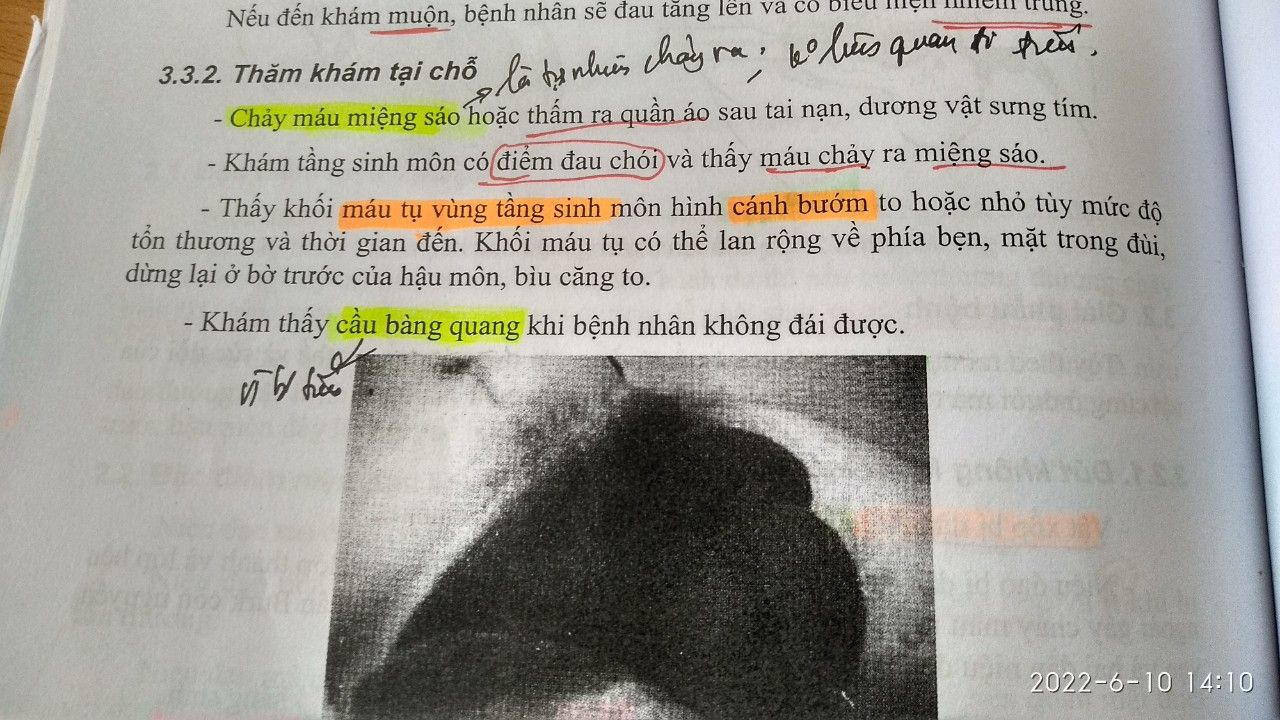 Nếu đến khám muộn, bệnh nhân sẽ đau tăng lên và có biểu hiện nhiễm trùng.
là tự nhiên chảy ra, ko liên quan đi tiểu.
3.3.2. Thăm khám tại chỗ
- Chảy máu miệng sáo hoặc thấm ra quần áo sau tai nạn, dương vật sưng tím.
- Khám tầng sinh môn có điểm đau chói và thấy máu chảy ra miệng sáo.
- Thấy khối máu tụ vùng tầng sinh môn hình cánh bướm to hoặc nhỏ tùy mức độ
tổn thương và thời gian đến. Khối máu tụ có thể lan rộng về phía bẹn, mặt trong đùi,
dừng lại ở bờ trước của hậu môn, bìu căng to.
- Khám thấy cầu bàng quang khi bệnh nhân không đái được.
vì bí tiểu
2022-6-10 14:10